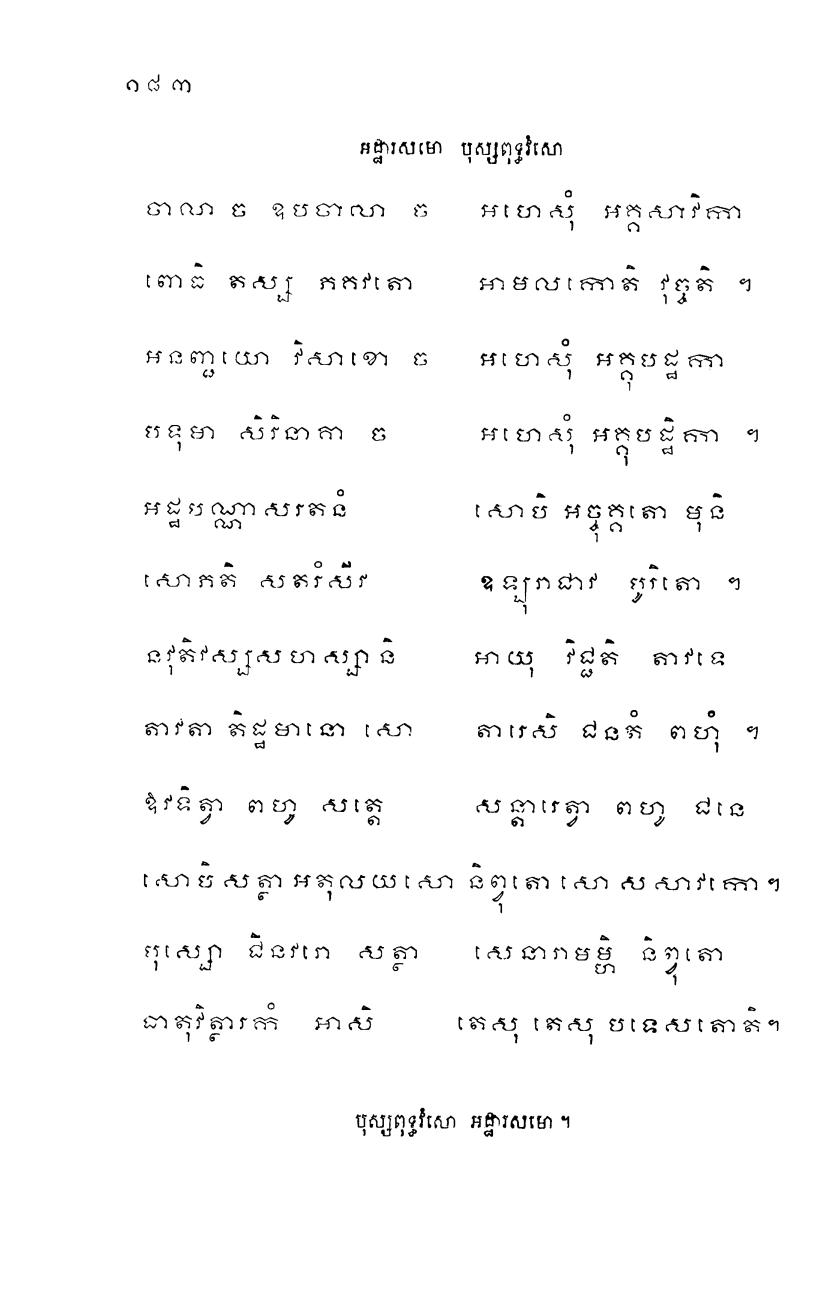 ១៨៣
អដ្ឋារសមោ បុស្សពុទ្ធវំសោ
ចាលា ច ឧបចាលា ច អហេសុំ អគ្គសាវិកា
ពោធិ តស្ស ភគវតោ អាមលកោតិ វុច្ចតិ ។
អនញ្ជយោ វិសាខោ ច អហេសុំ អគ្គុបដ្ឋកា
បទុមា សិរិនាគា ច អហេសុំ អគ្គុបដ្ឋិកា ។
អដ្ឋបណ្ណាសរតនំ សោបិ អច្ចុគ្គតោ មុនិ
សោភតិ សតរំសីវ ឧឡុរាជាវ បូរិតោ ។
នវុតិវស្សសហស្សានិ អាយុ វិជ្ជតិ តាវទេ
តាវតា តិដ្ឋមានោ សោ តារេសិ ជនតំ ពហុំ ។
ឱវទិត្វា ពហូ សត្តេ សន្តារេត្វា ពហូ ជនេ
សោបិ សត្ថា អតុលយសោ និព្វុតោ សោ សសាវកោ។
បុស្សោ ជិនវរោ សត្ថា សេនារាមម្ហិ និព្វុតោ
ធាតុវិត្ថារកំ អាសិ តេសុ តេសុ បទេសតោតិ។
បុស្សពុទ្ធវំសោ អដ្ឋារសមោ ។